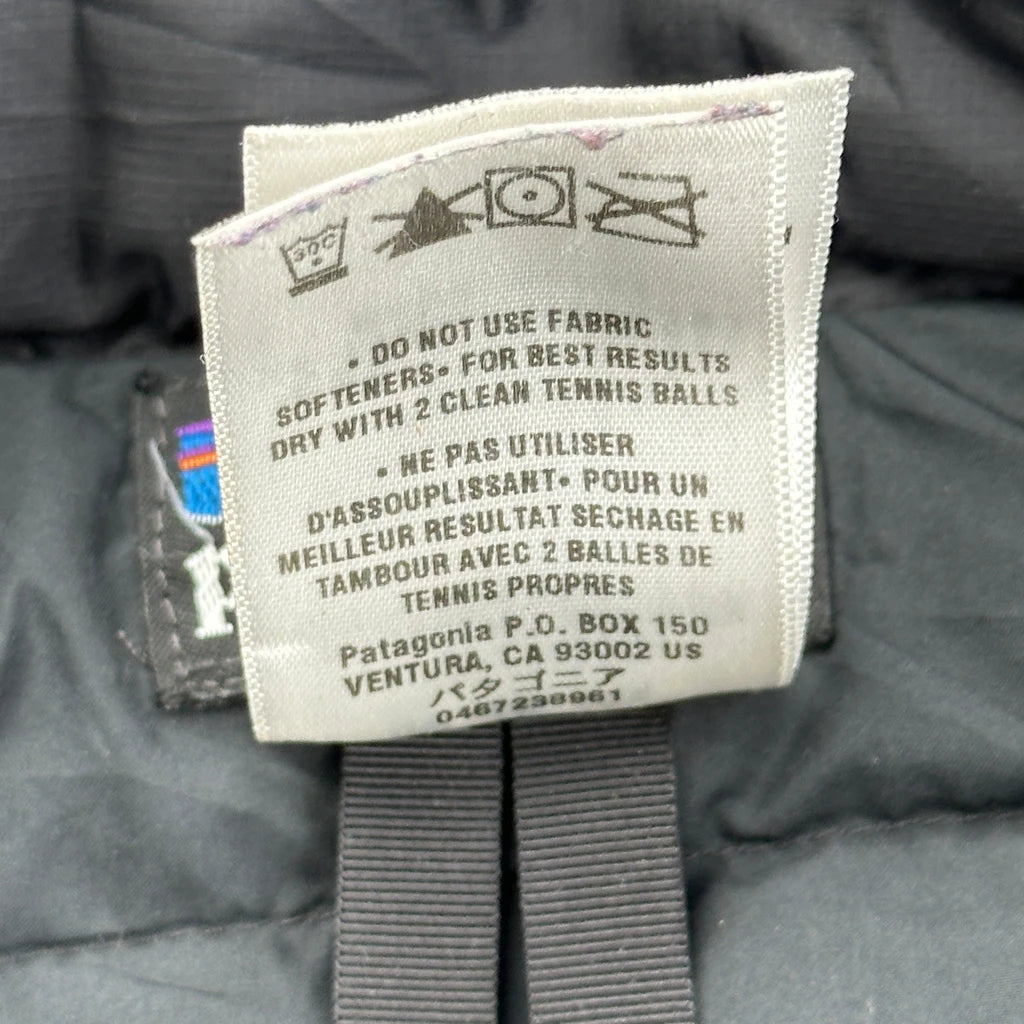 30C
• DO NOT USE FABRIC
SOFTENERS• FOR BEST RESULTS
DRY WITH 2 CLEAN TENNIS BALLS
• NE PAS UTILISER
D'ASSOUPLISSANT• POUR UN
MEILLEUR RESULTAT SECHAGE EN
TAMBOUR AVEC 2 BALLES DE
TENNIS PROPRES
Patagonia P.O. BOX 150
VENTURA, CA 93002 US
パタゴニア
0467238961